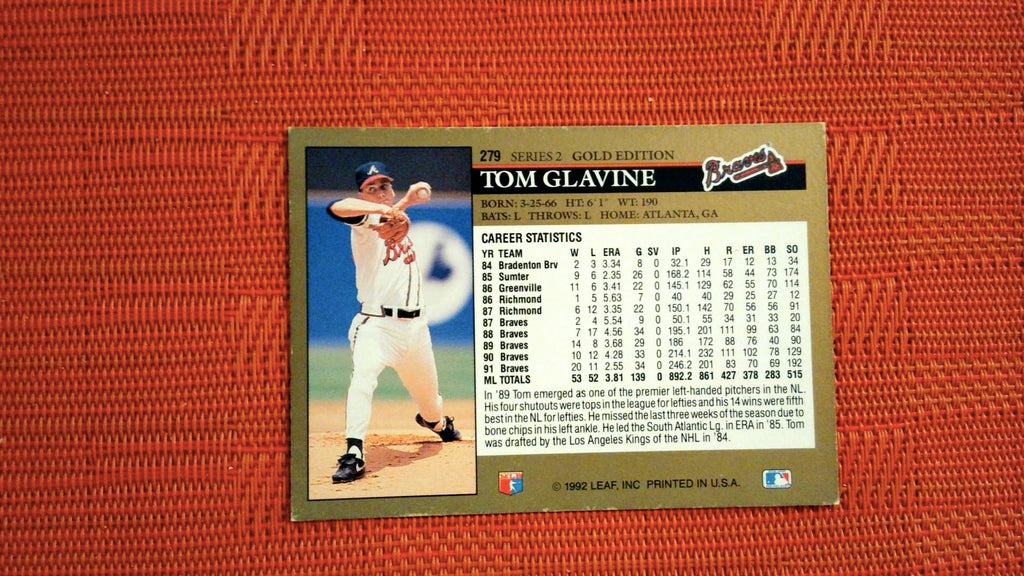 279 SERIES 2 GOLD EDITION
Braves
TOM GLAVINE
BORN: 3-25-66 HT: 6' 1" WT: 190
BATS: L THROWS: L HOME: ATLANTA, GA
CAREER STATISTICS
YR TEAM W L ERA G SV IP H R ER BB SO
84 Bradenton Brv 2 3 3.34 8 0 32.1 29 17 12 13 34
85 Sumter 9 6 2.35 26 0 168.2 114 58 44 73 174
86 Greenville 11 6 3.41 22 0 145.1 129 62 55 70 114
86 Richmond 1 5 5.63 7 0 40 40 29 25 27 12
87 Richmond 6 12 3.35 22 0 150.1 142 70 56 56 91
87 Braves 2 4 5.54 9 0 50.1 55 34 31 33 20
88 Braves 7 17 4.56 34 0 195.1 201 111 99 63 84
89 Braves 14 8 3.68 29 0 186 172 88 76 40 90
90 Braves 10 12 4.28 33 0 214.1 232 111 102 78 129
91 Braves 20 11 2.55 34 0 246.2 201 83 70 69 192
ML TOTALS 53 52 3.81 139 0 892.2 861 427 378 283 515
In '89 Tom emerged as one of the premier left-handed pitchers in the NL.
His four shutouts were tops in the league for lefties and his 14 wins were fifth
best in the NL for lefties. He missed the last three weeks of the season due to
bone chips in his left ankle. He led the South Atlantic Lg. in ERA in '85. Tom
was drafted by the Los Angeles Kings of the NHL in '84.
© 1992 LEAF, INC PRINTED IN U.S.A.